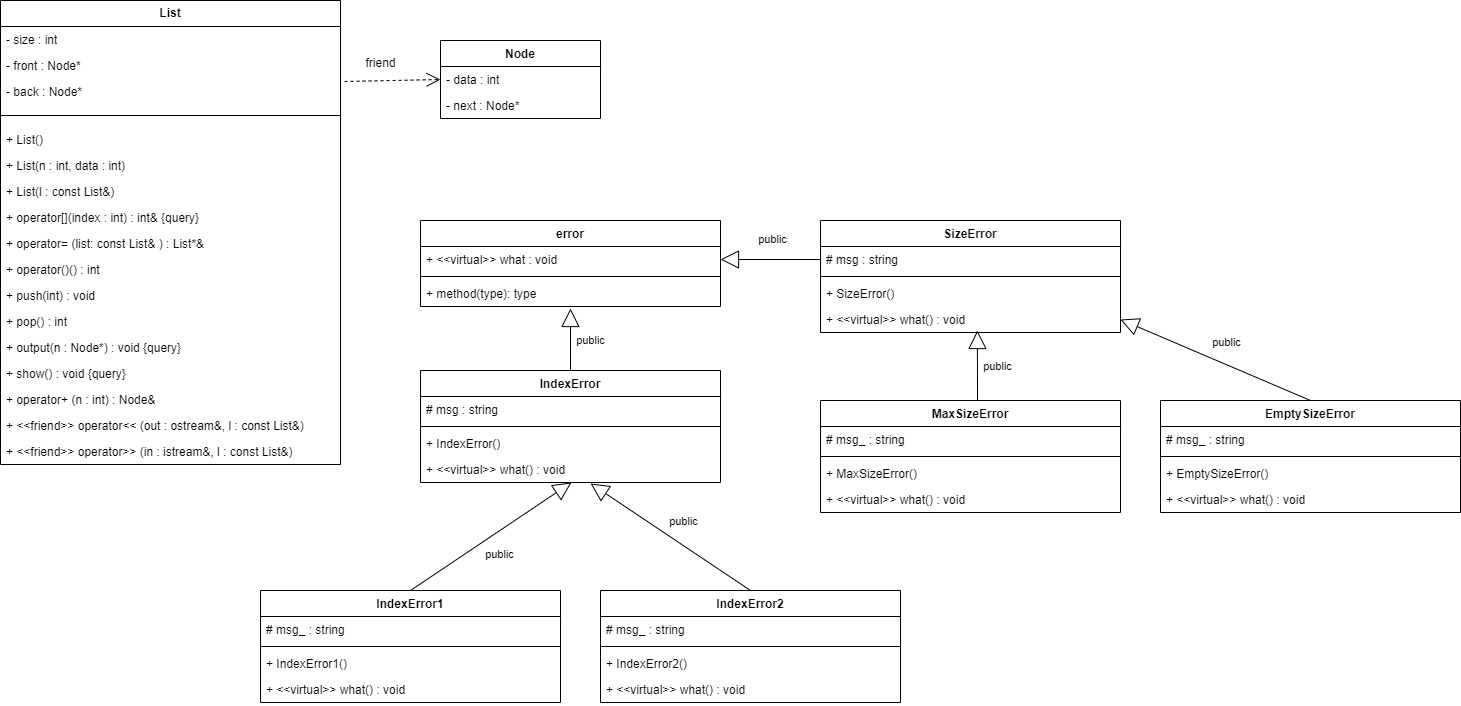 List
- size : int
- front : Node*
- back : Node*
+ List()
+ List(n : int, data : int)
+ List(l : const List&)
+ operator[](index : int) : int& {query}
+ operator= (list: const List& ) : List*&
+ operator()() : int
+ push(int) : void
+ pop() : int
+ output(n : Node*) : void {query}
+ show() : void {query}
+ operator+ (n : int) : Node&
+ <<friend>> operator<< (out : ostream&, l : const List&)
+ <<friend>> operator>> (in : istream&, l : const List&)
friend
Node
- data : int
- next : Node*
error
+ <<virtual>> what : void
+ method(type): type
public
SizeError
# msg : string
+ SizeError()
+ <<virtual>> what() : void
public
IndexError
# msg : string
+ IndexError()
+ <<virtual>> what() : void
public
MaxSizeError
# msg_ : string
+ MaxSizeError()
+ <<virtual>> what() : void
public
EmptySizeError
# msg_ : string
+ EmptySizeError()
+ <<virtual>> what() : void
public
public
IndexError1
# msg_ : string
+ IndexError1()
+ <<virtual>> what() : void
IndexError2
# msg_ : string
+ IndexError2()
+ <<virtual>> what() : void